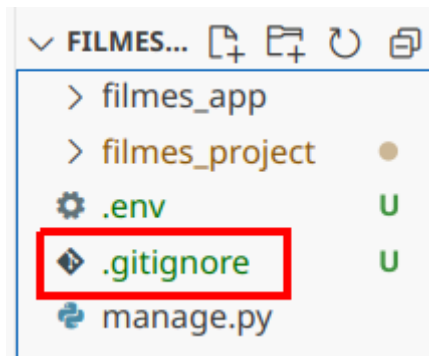 FILMES...
filmes_app
filmes_project
.env U
.gitignore U
manage.py